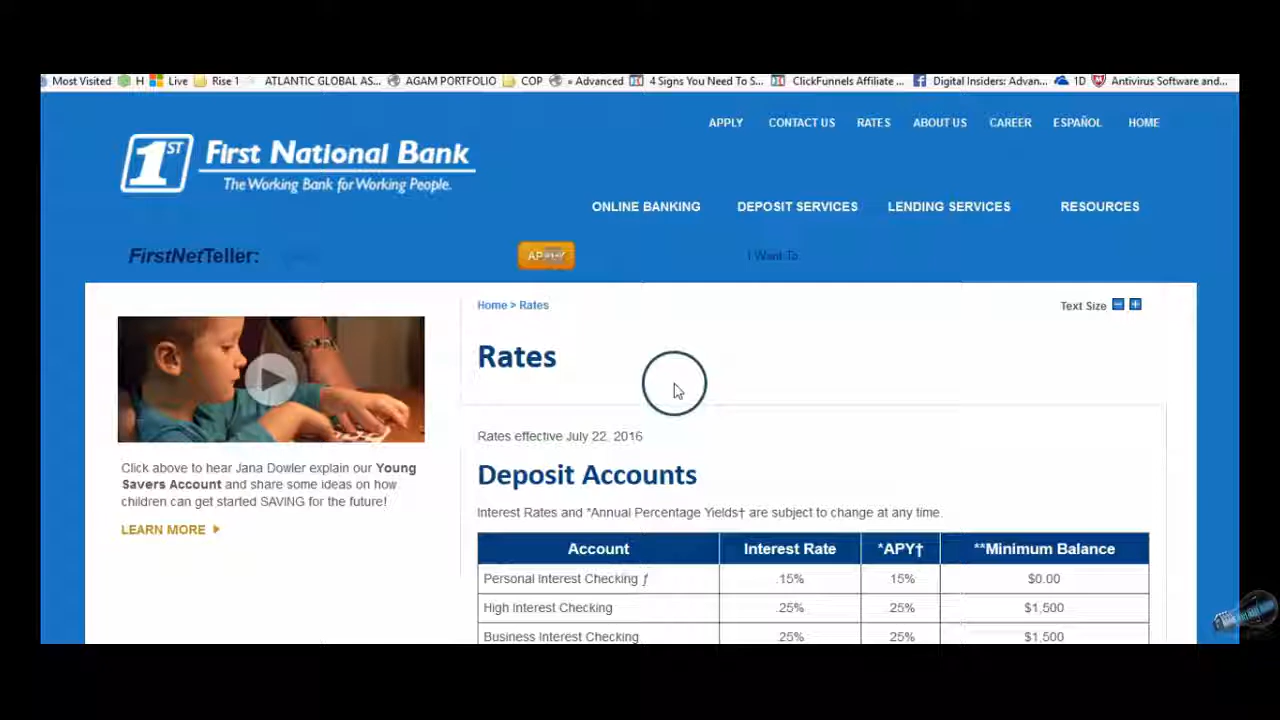 Most Visited H Live Rise 1 ATLANTIC GLOBAL AS... AGAM PORTFOLIO COP « Advanced 4 Signs You Need To S... ClickFunnels Affiliate ... Digital Insiders: Advan... 1D Antivirus Software and...
APPLY CONTACT US RATES ABOUT US CAREER ESPAÑOL HOME
1ST First National Bank
The Working Bank for Working People.
ONLINE BANKING DEPOSIT SERVICES LENDING SERVICES RESOURCES
FirstNetTeller: I Want To
Home > Rates Text Size - +
Rates
Rates effective July 22, 2016
Deposit Accounts
Interest Rates and *Annual Percentage Yields† are subject to change at any time.
Account Interest Rate *APY† **Minimum Balance
Personal Interest Checking ƒ .15% .15% $0.00
High Interest Checking .25% .25% $1,500
Business Interest Checking .25% .25% $1,500
Click above to hear Jana Dowler explain our Young
Savers Account and share some ideas on how
children can get started SAVING for the future!
LEARN MORE